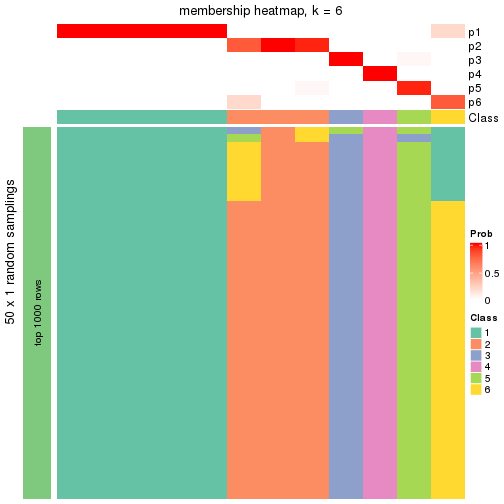 membership heatmap, k = 6
p1
p2
p3
p4
p5
p6
Class
50 x 1 random samplings
top 1000 rows
Prob
1
0.5
0
Class
1
2
3
4
5
6